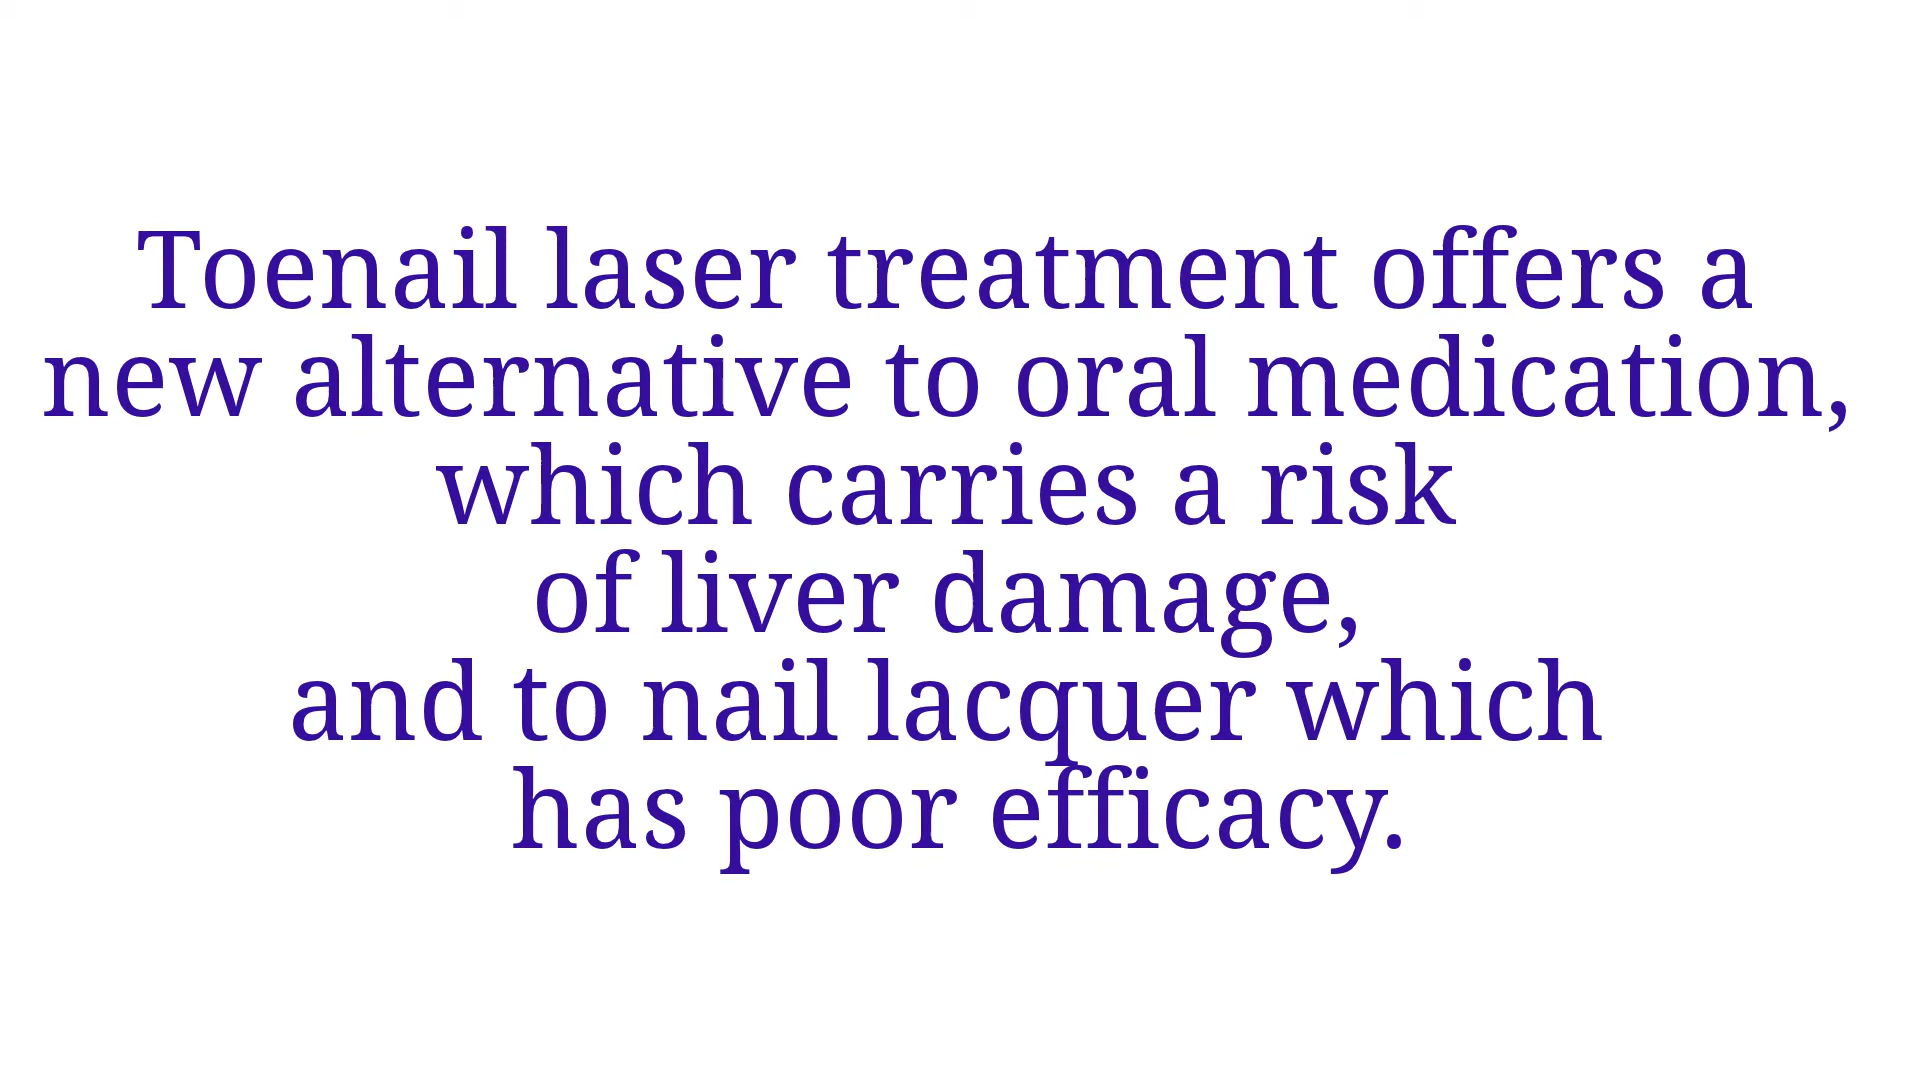 Toenail laser treatment offers a
new alternative to oral medication,
which carries a risk
of liver damage,
and to nail lacquer which
has poor efficacy.